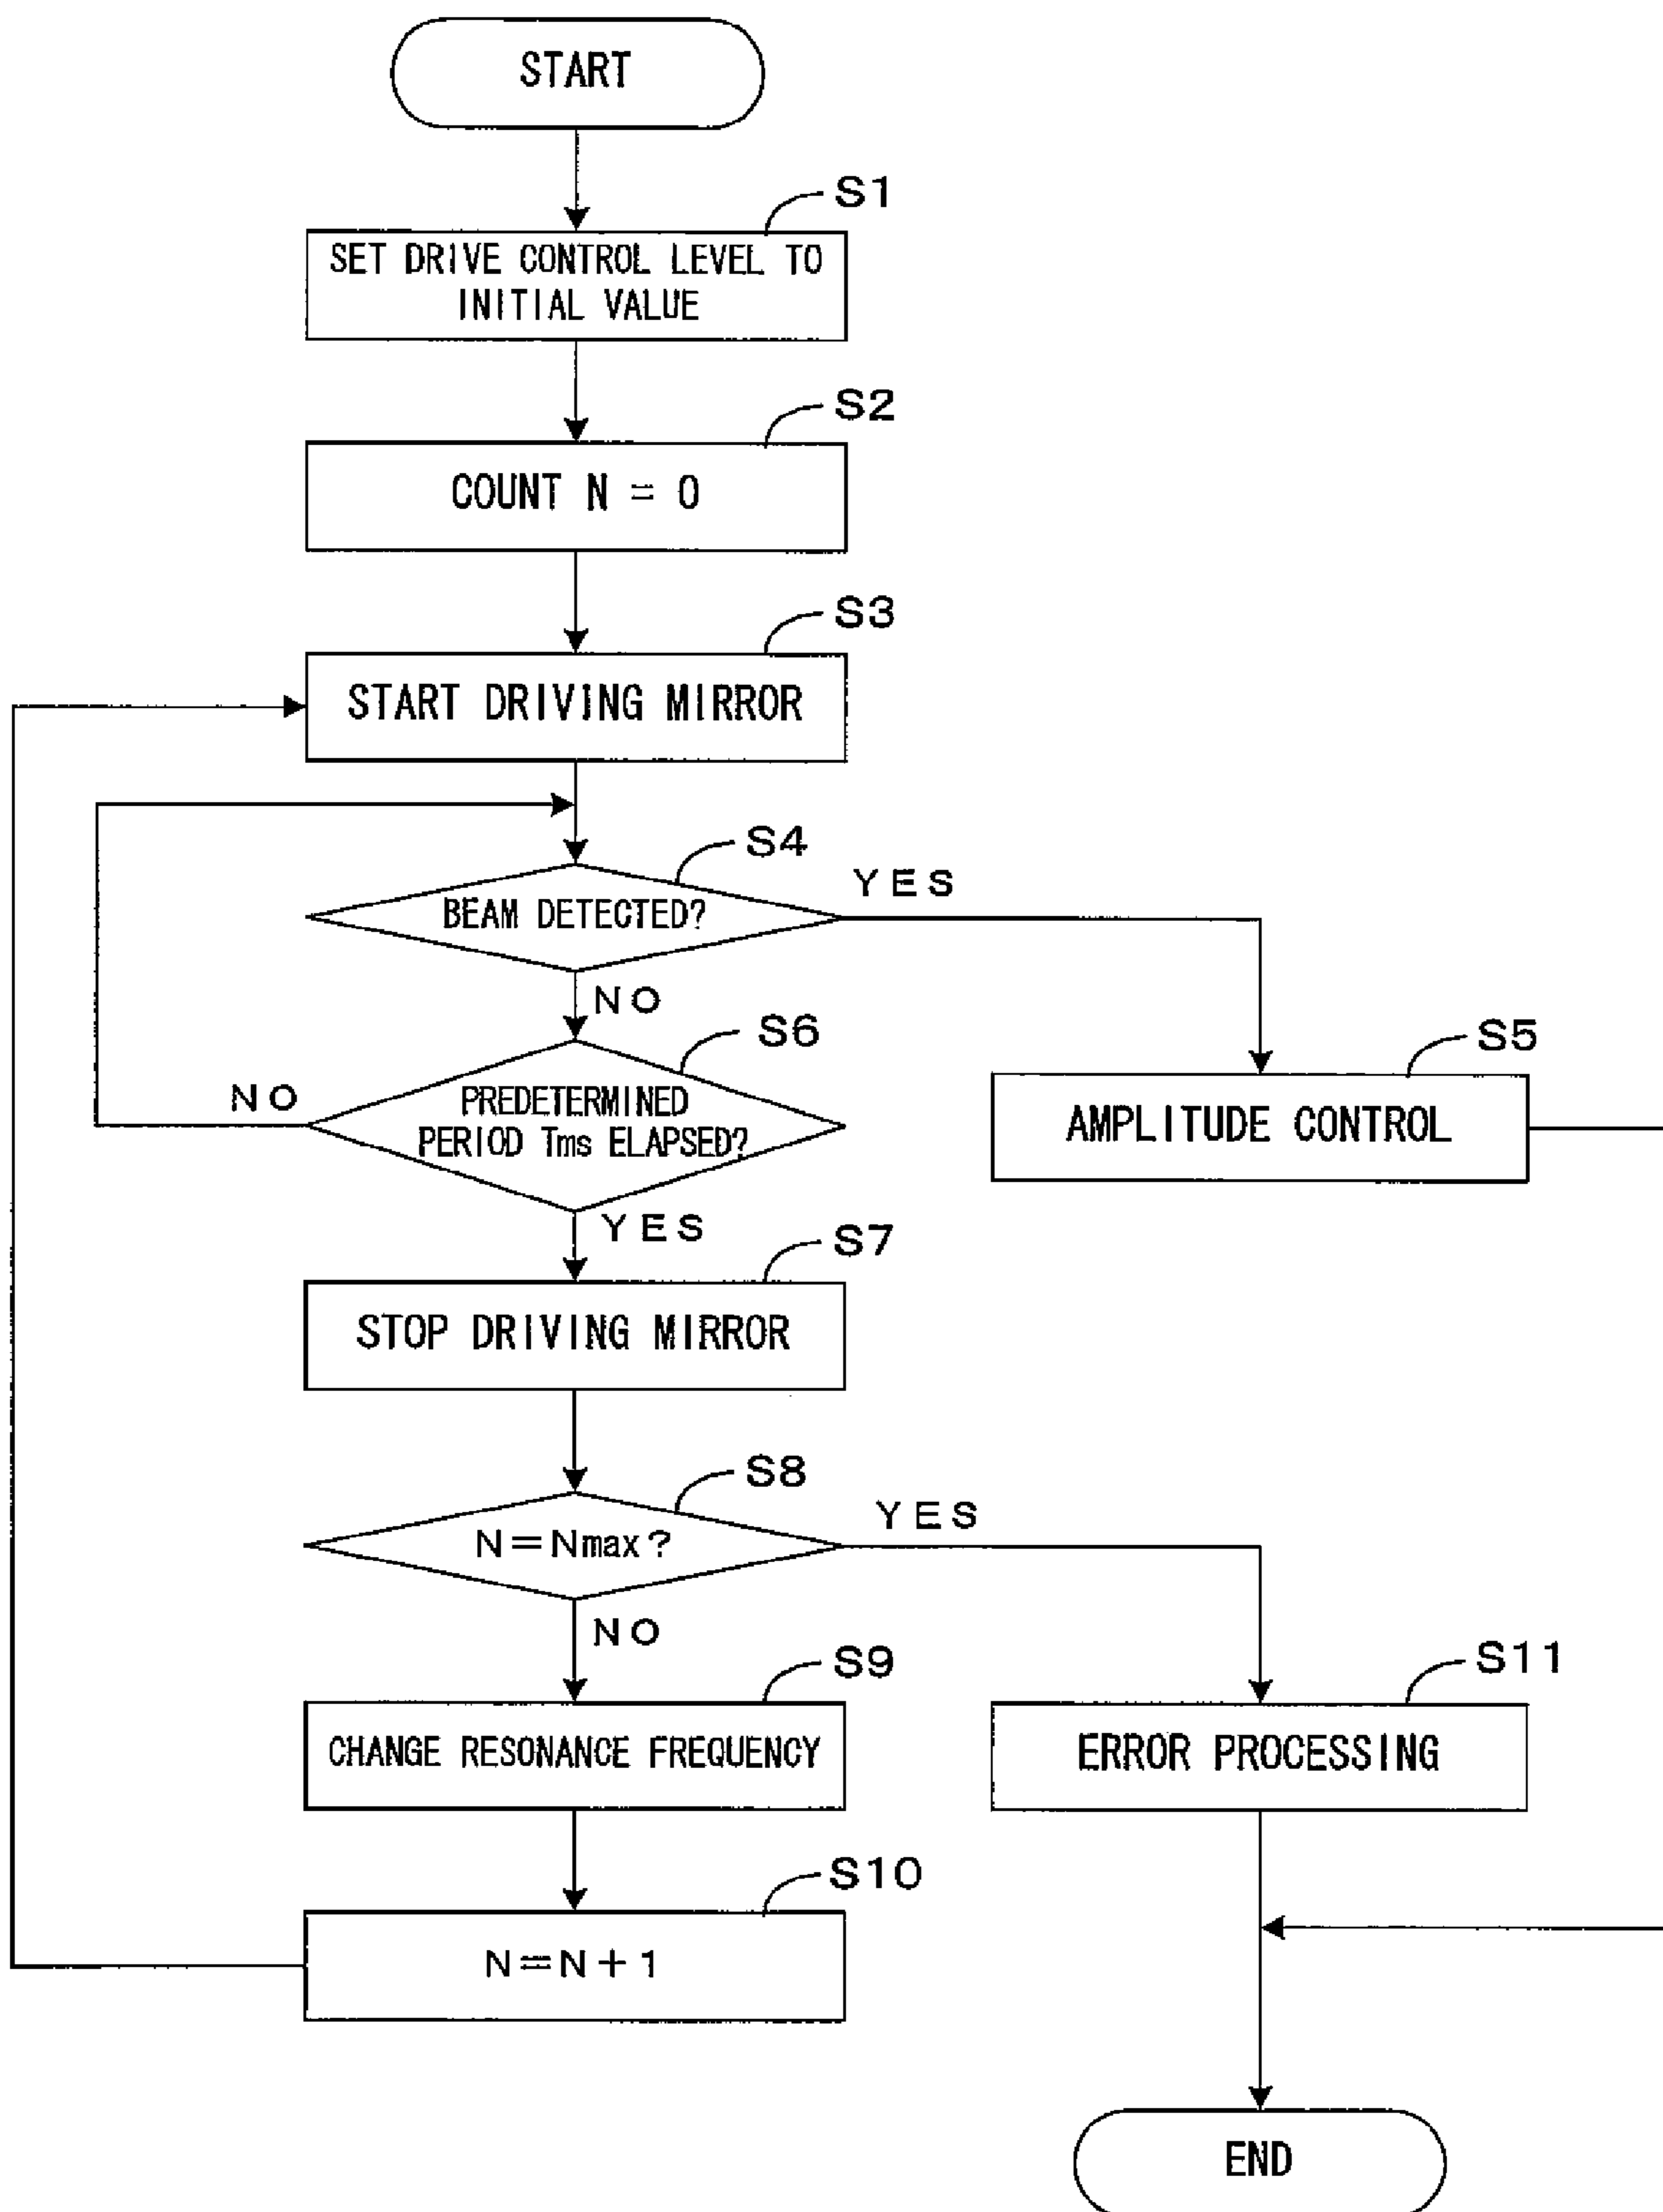 START
S1
SET DRIVE CONTROL LEVEL TO
INITIAL VALUE
S2
COUNT N = 0
S3
START DRIVING MIRROR
S4
BEAM DETECTED?
YES
NO
S6
PREDETERMINED
PERIOD Tms ELAPSED?
NO
YES
S5
AMPLITUDE CONTROL
S7
STOP DRIVING MIRROR
S8
N=Nmax?
YES
NO
S9
CHANGE RESONANCE FREQUENCY
S11
ERROR PROCESSING
S10
N=N+1
END